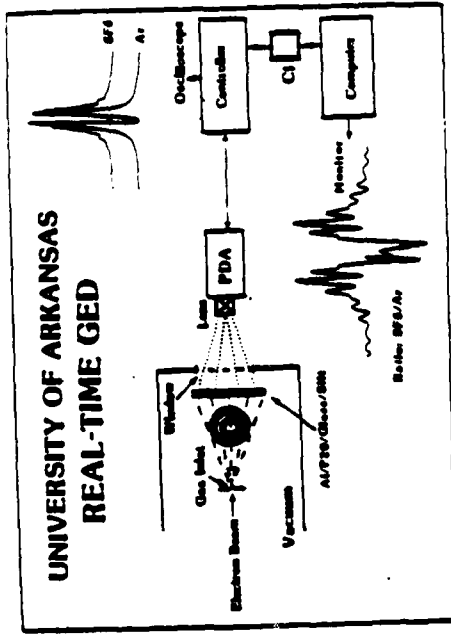 UNIVERSITY OF ARKANSAS
REAL-TIME GED
SF6
Ar
Oscilloscope
Controller
CI
Computer
Monitor
PDA
Lens
Window
Gas Inlet
Electron Beam
Vacuum
Ratio: SF6/Ar